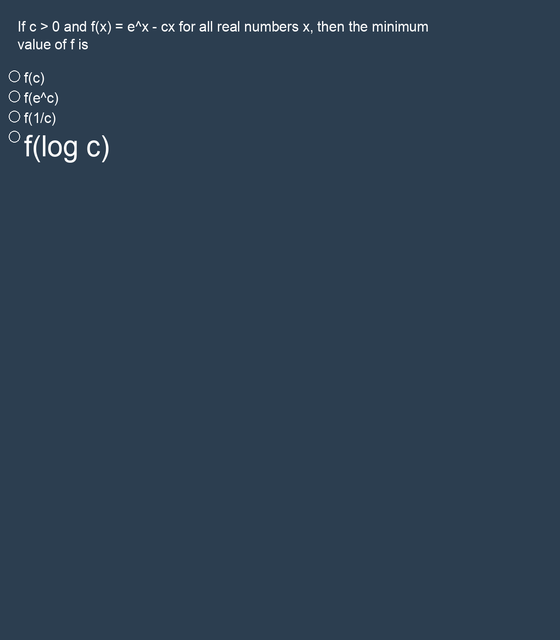 If c > 0 and f(x) = e^x - cx for all real numbers x, then the minimum
value of f is
f(c)
f(e^c)
f(1/c)
f(log c)